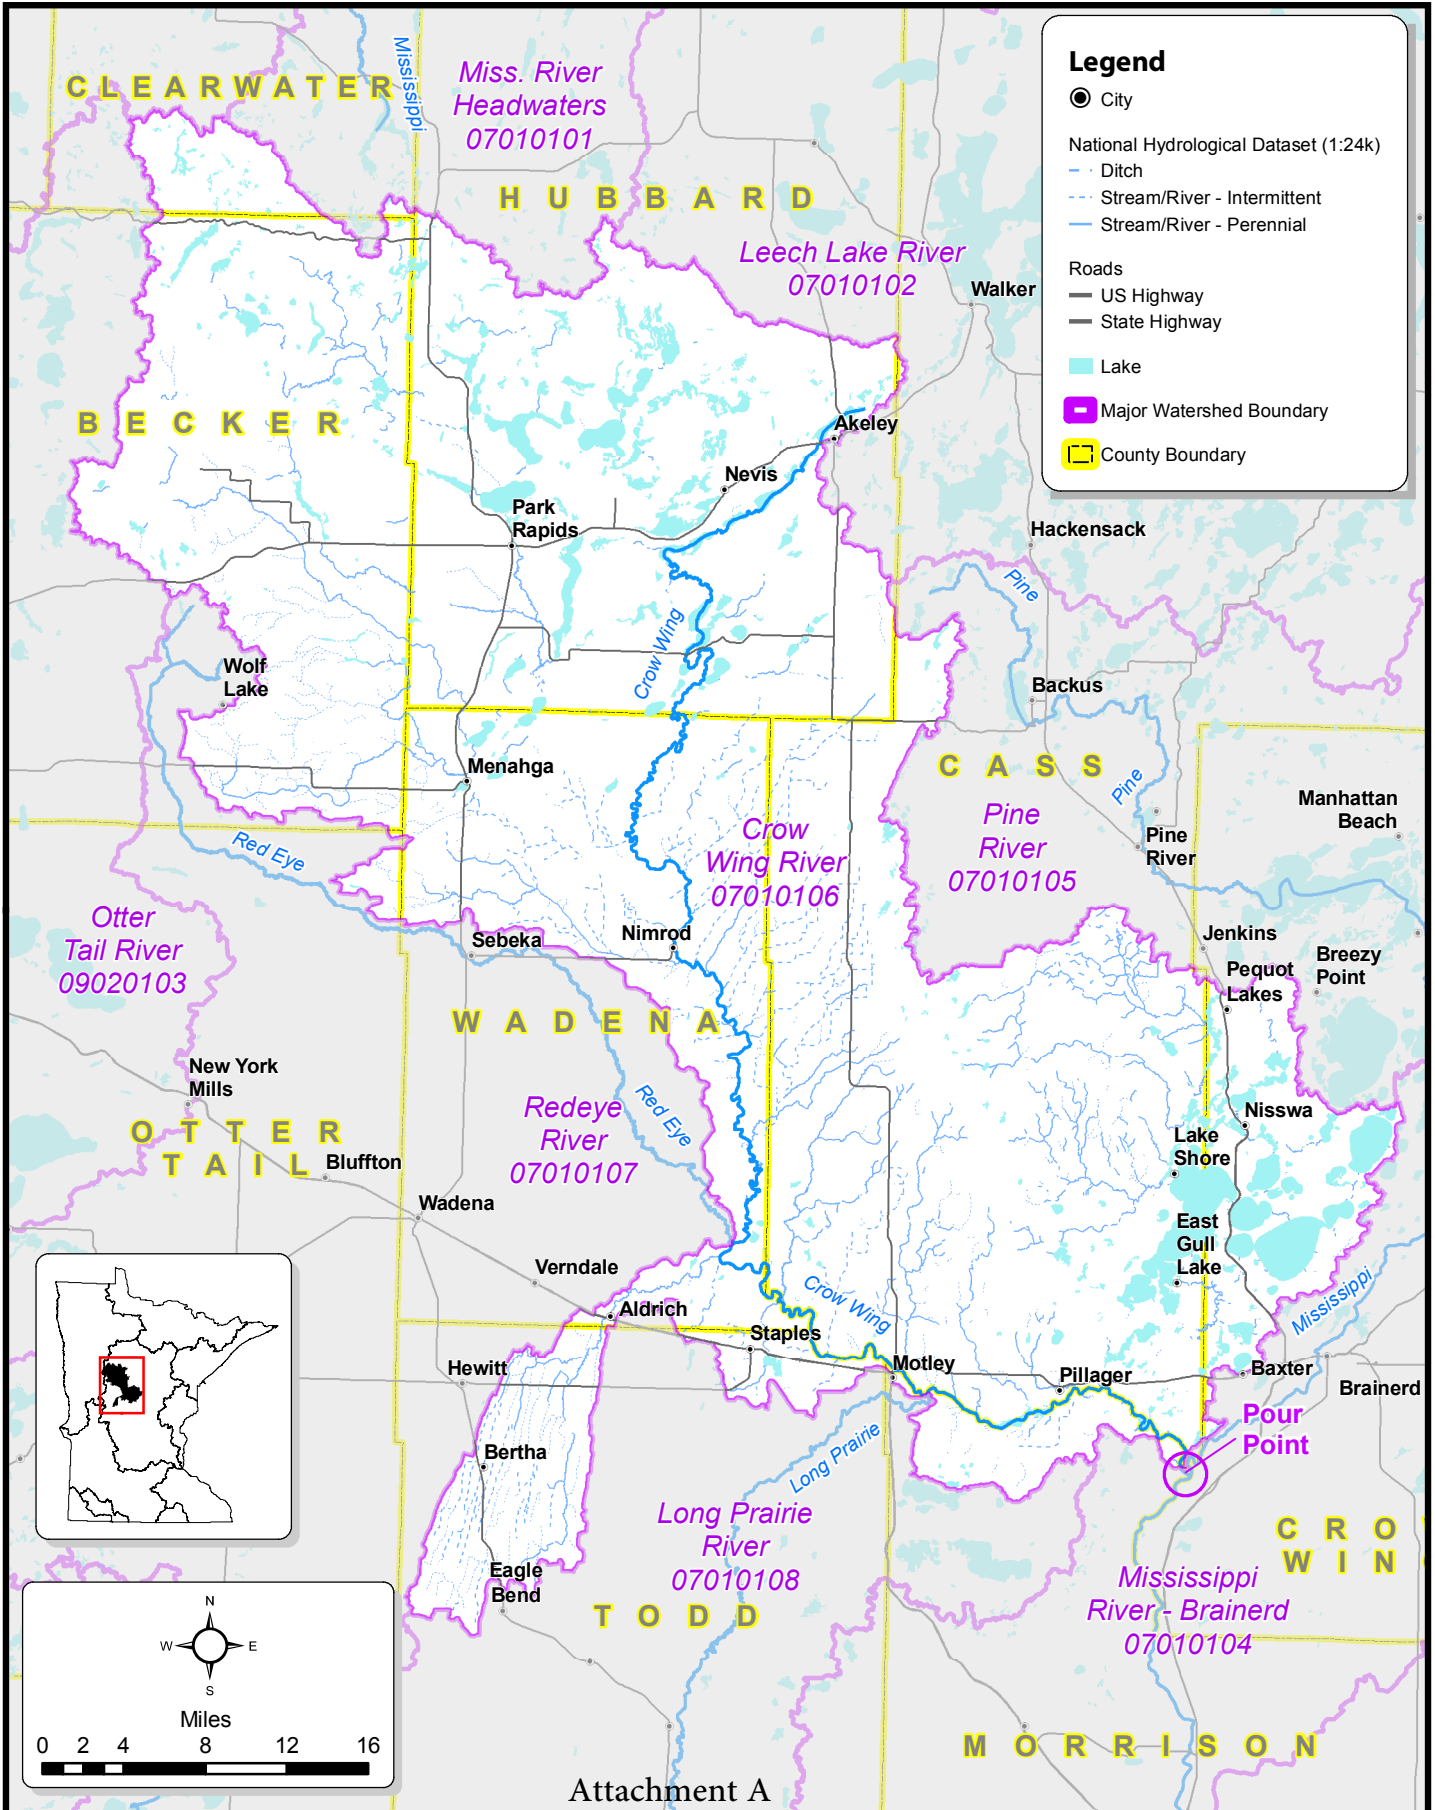 Legend
City
National Hydrological Dataset (1:24k)
Ditch
Stream/River - Intermittent
Stream/River - Perennial
Roads
US Highway
State Highway
Lake
Major Watershed Boundary
County Boundary
CLEARWATER
Mississippi
Miss. River
Headwaters
07010101
HUBBARD
Leech Lake River
07010102
Walker
BECKER
Akeley
Nevis
Park
Rapids
Hackensack
Pine
Crow Wing
Wolf
Lake
Backus
Menahga
CASS
Pine
Manhattan
Beach
Crow
Wing River
07010106
Pine
River
07010105
Pine
River
Red Eye
Otter
Tail River
09020103
Sebeka
Nimrod
Jenkins
Pequot
Lakes
Breezy
Point
WADENA
New York
Mills
Redeye
River
07010107
Red Eye
Nisswa
Lake
Shore
OTTER
TAIL
Bluffton
Wadena
East
Gull
Lake
Verndale
Aldrich
Crow Wing
Mississippi
Staples
Hewitt
Motley
Pillager
Baxter
Brainerd
Pour
Point
Bertha
Long Prairie
Long Prairie
River
07010108
Eagle
Bend
TODD
CRO
WIN
Mississippi
River - Brainerd
07010104
MORRISON
N
W
E
S
Miles
0 2 4 8 12 16
Attachment A